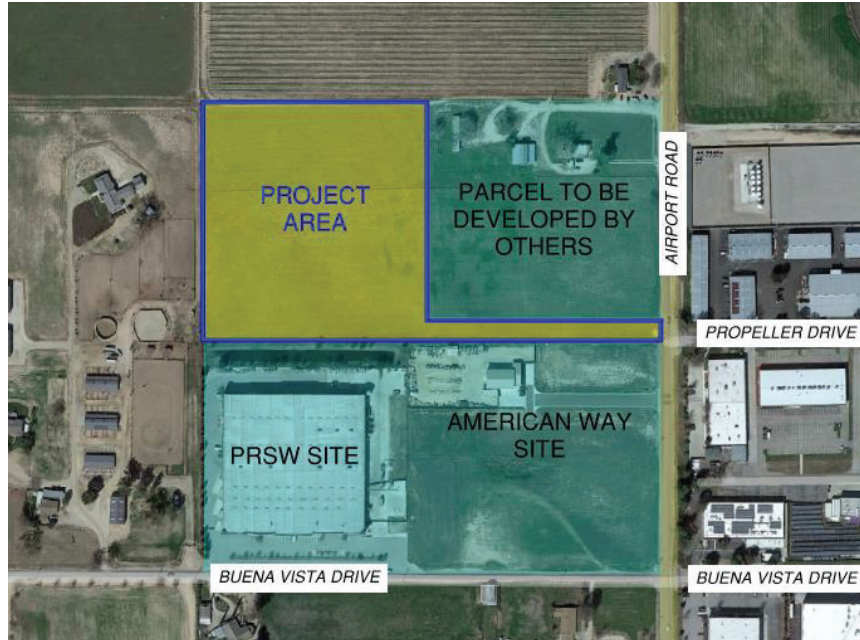 PROJECT
AREA
PARCEL TO BE
DEVELOPED BY
OTHERS
AIRPORT ROAD
PROPELLER DRIVE
PRSW SITE
AMERICAN WAY
SITE
BUENA VISTA DRIVE
BUENA VISTA DRIVE